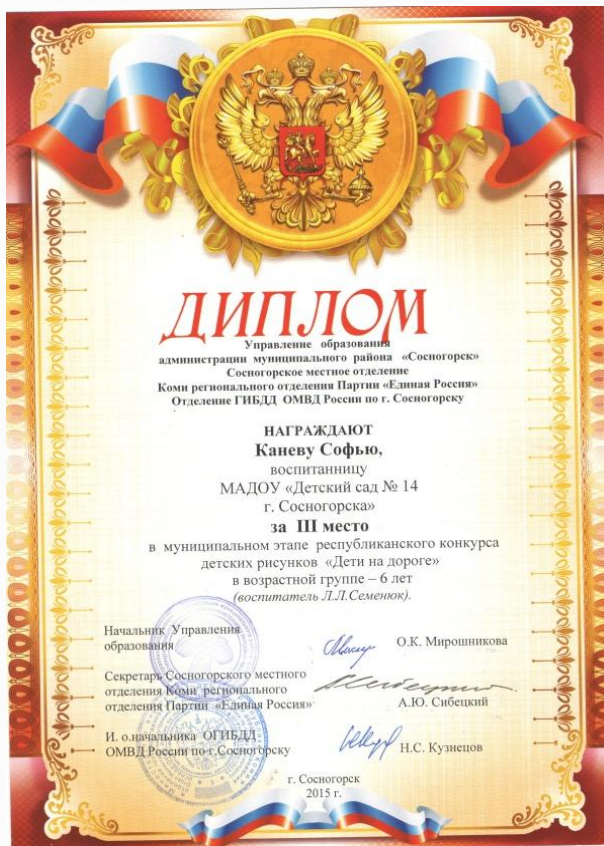 ДИПЛОМ
Управление образования
администрации муниципального района «Сосногорск»
Сосногорское местное отделение
Коми регионального отделения Партии «Единая Россия»
Отделение ГИБДД ОМВД России по г. Сосногорску
НАГРАЖДАЮТ
Каневу Софью,
воспитанницу
МАДОУ «Детский сад № 14
г. Сосногорска»
за III место
в муниципальном этапе республиканского конкурса
детских рисунков «Дети на дороге»
в возрастной группе – 6 лет
(воспитатель Л.Л.Семенюк).
Начальник Управления
образования
О.К. Мирошникова
Секретарь Сосногорского местного
отделения Коми регионального
отделения Партии «Единая Россия»
А.Ю. Сибецкий
И. о.начальника ОГИБДД
ОМВД России по г.Сосногорску
Н.С. Кузнецов
г. Сосногорск
2015 г.